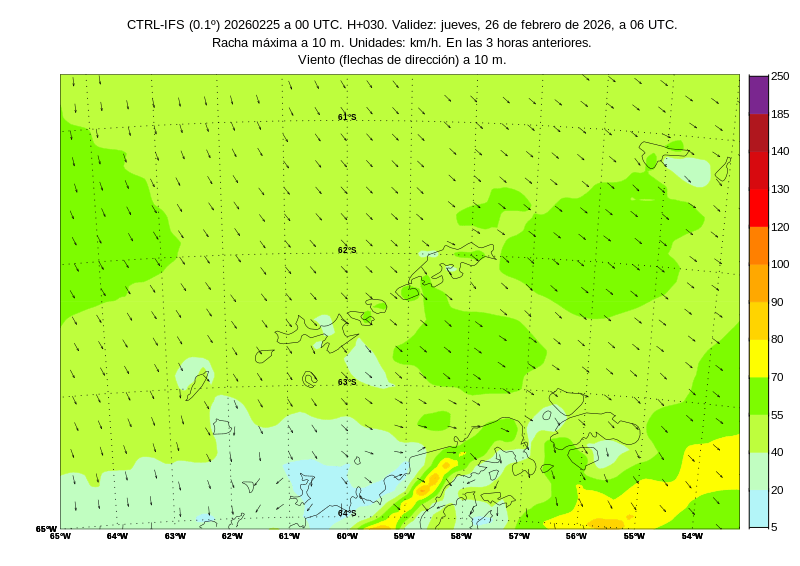 CTRL-IFS (0.1º) 20260225 a 00 UTC. H+030. Validez: jueves, 26 de febrero de 2026, a 06 UTC.
Racha máxima a 10 m. Unidades: km/h. En las 3 horas anteriores.
Viento (flechas de dirección) a 10 m.
250
185
140
130
120
100
90
80
70
55
40
20
5
61°S
62°S
63°S
64°S
65°W
65°W 64°W 63°W 62°W 61°W 60°W 59°W 58°W 57°W 56°W 55°W 54°W